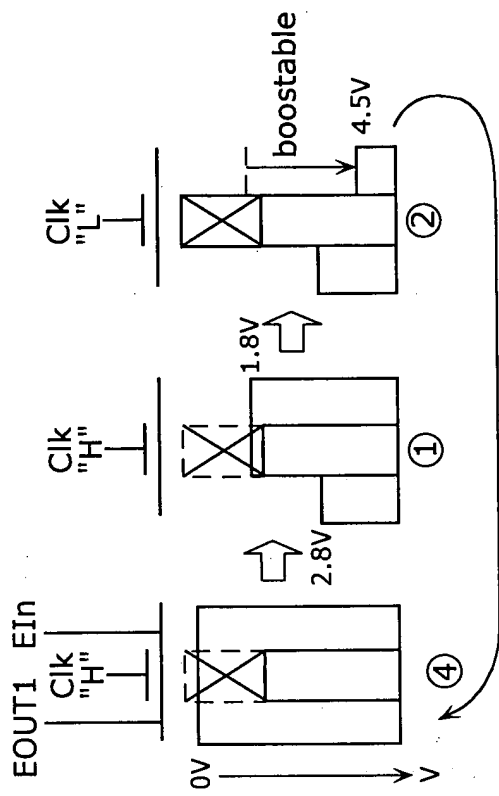 EOUT1 EIn
Clk
"H"
Clk
"H"
Clk
"L"
0V
V
2.8V
1.8V
boostable
4.5V
④
①
②